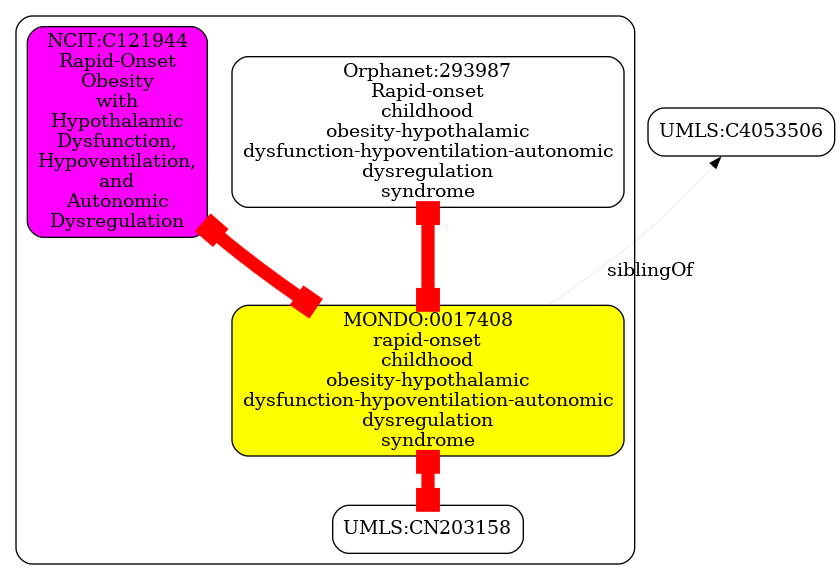 NCIT:C121944
Rapid-Onset
Obesity
with
Hypothalamic
Dysfunction,
Hypoventilation,
and
Autonomic
Dysregulation
Orphanet:293987
Rapid-onset
childhood
obesity-hypothalamic
dysfunction-hypoventilation-autonomic
dysregulation
syndrome
UMLS:C4053506
siblingOf
MONDO:0017408
rapid-onset
childhood
obesity-hypothalamic
dysfunction-hypoventilation-autonomic
dysregulation
syndrome
UMLS:CN203158